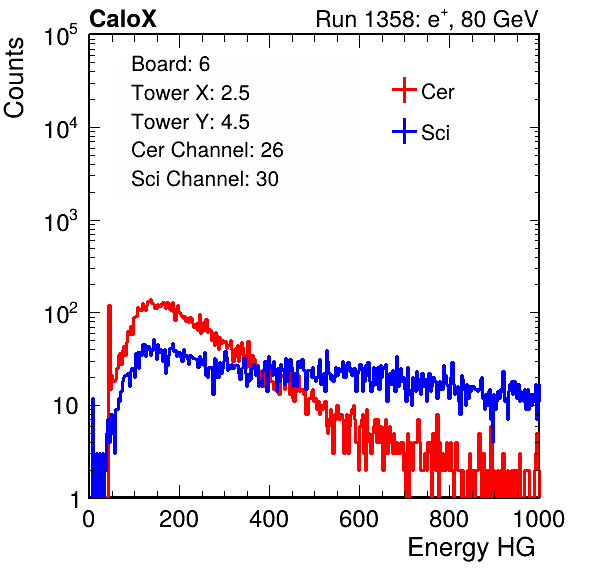 CaloX Run 1358: e⁺, 80 GeV
Counts
10⁵
10⁴
10³
10²
10
1
Board: 6
Tower X: 2.5
Tower Y: 4.5
Cer Channel: 26
Sci Channel: 30
Cer
Sci
0 200 400 600 800 1000
Energy HG